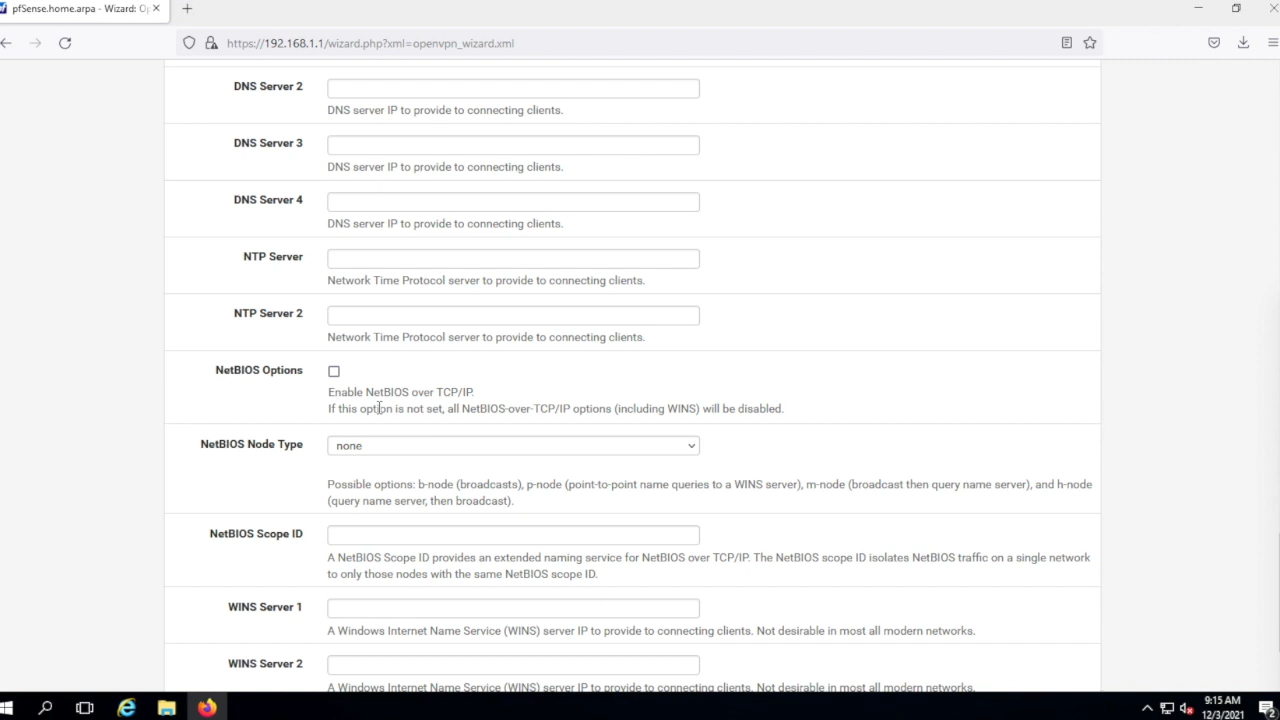 pfSense.home.arpa - Wizard: Op
https://192.168.1.1/wizard.php?xml=openvpn_wizard.xml
DNS Server 2
DNS server IP to provide to connecting clients.
DNS Server 3
DNS server IP to provide to connecting clients.
DNS Server 4
DNS server IP to provide to connecting clients.
NTP Server
Network Time Protocol server to provide to connecting clients.
NTP Server 2
Network Time Protocol server to provide to connecting clients.
NetBIOS Options
Enable NetBIOS over TCP/IP.
If this option is not set, all NetBIOS-over-TCP/IP options (including WINS) will be disabled.
NetBIOS Node Type
none
Possible options: b-node (broadcasts), p-node (point-to-point name queries to a WINS server), m-node (broadcast then query name server), and h-node
(query name server, then broadcast).
NetBIOS Scope ID
A NetBIOS Scope ID provides an extended naming service for NetBIOS over TCP/IP. The NetBIOS scope ID isolates NetBIOS traffic on a single network
to only those nodes with the same NetBIOS scope ID.
WINS Server 1
A Windows Internet Name Service (WINS) server IP to provide to connecting clients. Not desirable in most all modern networks.
WINS Server 2
A Windows Internet Name Service (WINS) server IP to provide to connecting clients. Not desirable in most all modern networks.
9:15 AM
12/3/2021
2